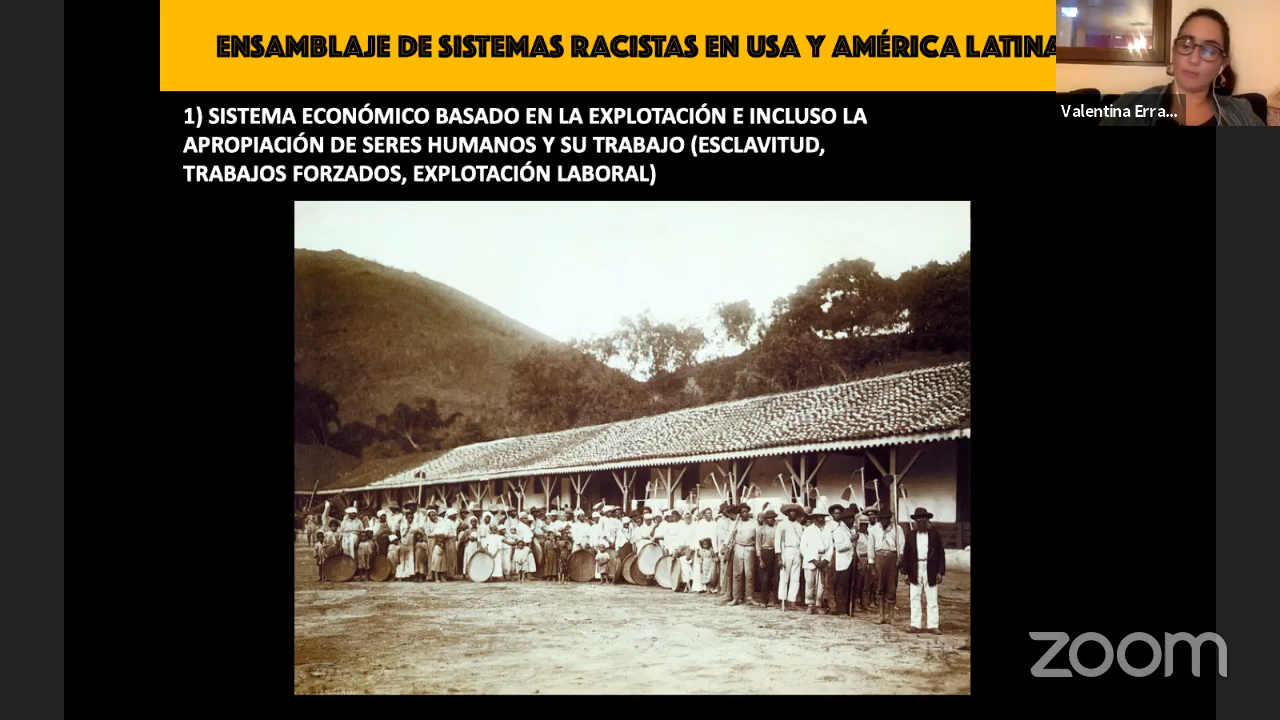 ENSAMBLAJE DE SISTEMAS RACISTAS EN USA Y AMÉRICA LATINA
Valentina Erra...
1) SISTEMA ECONÓMICO BASADO EN LA EXPLOTACIÓN E INCLUSO LA
APROPIACIÓN DE SERES HUMANOS Y SU TRABAJO (ESCLAVITUD,
TRABAJOS FORZADOS, EXPLOTACIÓN LABORAL)
zoom